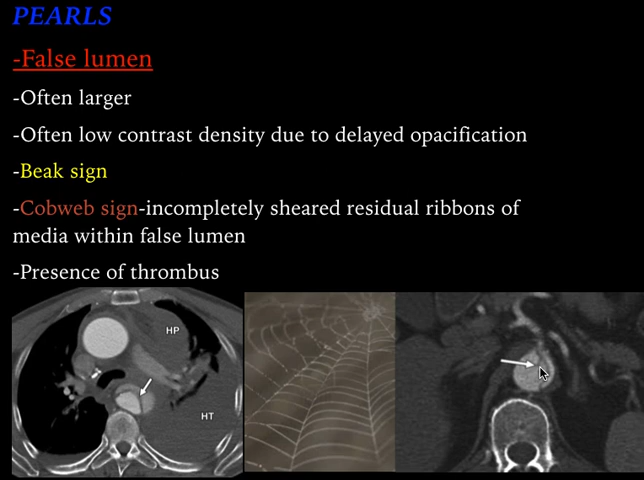 PEARLS
-False lumen
-Often larger
-Often low contrast density due to delayed opacification
-Beak sign
-Cobweb sign-incompletely sheared residual ribbons of
media within false lumen
-Presence of thrombus
HP
HT